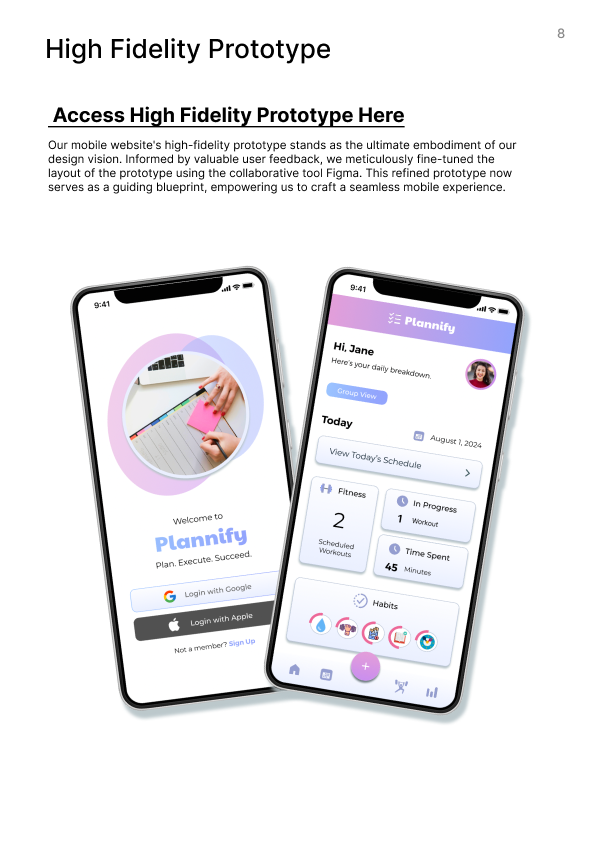 8
High Fidelity Prototype
Access High Fidelity Prototype Here
Our mobile website's high-fidelity prototype stands as the ultimate embodiment of our
design vision. Informed by valuable user feedback, we meticulously fine-tuned the
layout of the prototype using the collaborative tool Figma. This refined prototype now
serves as a guiding blueprint, empowering us to craft a seamless mobile experience.
9:41
Welcome to
Plannify
Plan. Execute. Succeed.
Login with Google
Login with Apple
Not a member? Sign Up
9:41
Plannify
Hi, Jane
Here's your daily breakdown.
Group View
Today
August 1, 2024
View Today's Schedule
Fitness
2
Scheduled
Workouts
In Progress
1 Workout
Time Spent
45 Minutes
Habits
+